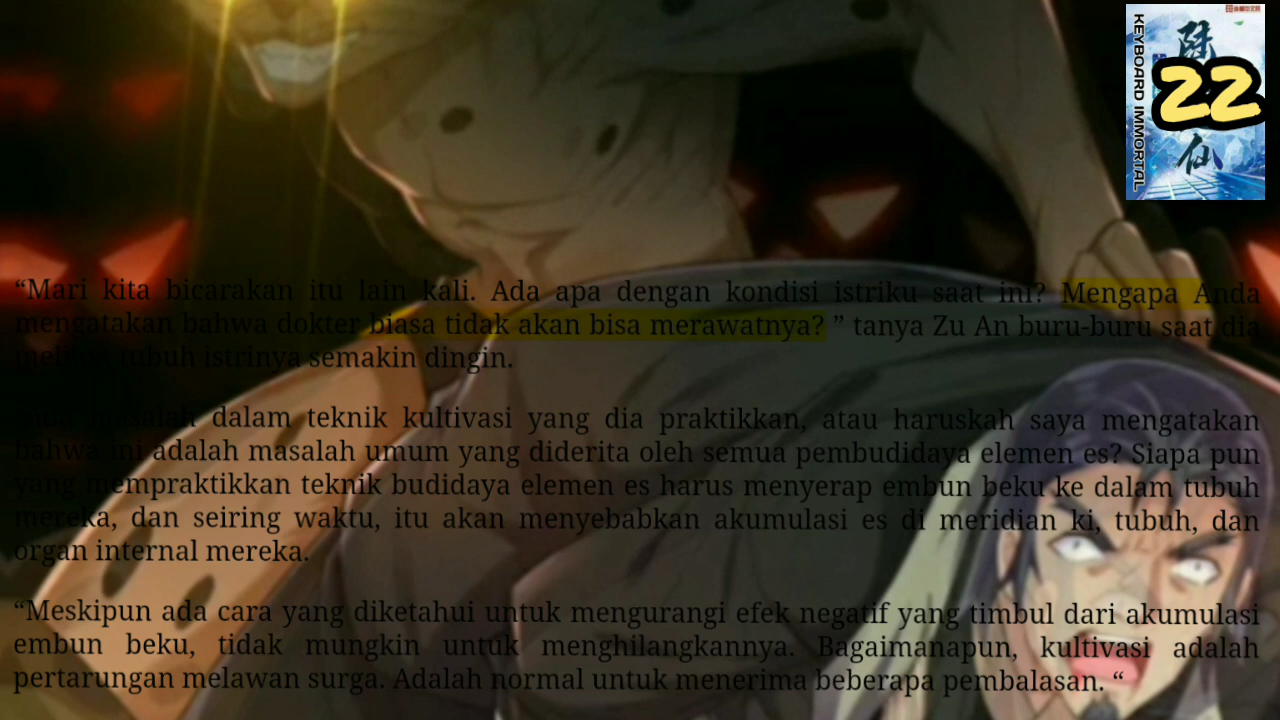 陆
仙
KEYBOARD IMMORTAL
22
“Mari kita bicarakan itu lain kali. Ada apa dengan kondisi istriku saat ini? Mengapa Anda
mengatakan bahwa dokter biasa tidak akan bisa merawatnya? ” tanya Zu An buru-buru saat dia
melihat tubuh istrinya semakin dingin.
masalah dalam teknik kultivasi yang dia praktikkan, atau haruskah saya mengatakan
bahwa ini adalah masalah umum yang diderita oleh semua pembudidaya elemen es? Siapa pun
yang mempraktikkan teknik budidaya elemen es harus menyerap embun beku ke dalam tubuh
mereka, dan seiring waktu, itu akan menyebabkan akumulasi es di meridian ki, tubuh, dan
organ internal mereka.
“Meskipun ada cara yang diketahui untuk mengurangi efek negatif yang timbul dari akumulasi
embun beku, tidak mungkin untuk menghilangkannya. Bagaimanapun, kultivasi adalah
pertarungan melawan surga. Adalah normal untuk menerima beberapa pembalasan. “